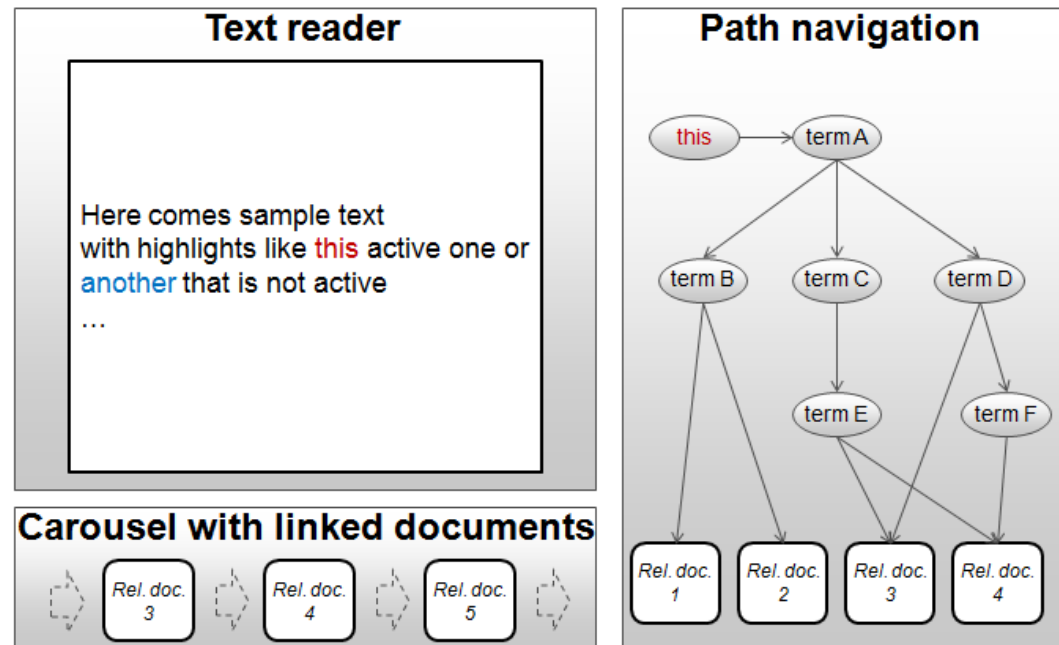 Text reader
Here comes sample text
with highlights like this active one or
another that is not active
…
Carousel with linked documents
Rel. doc.
3
Rel. doc.
4
Rel. doc.
5
Path navigation
this
term A
term B
term C
term D
term E
term F
Rel. doc.
1
Rel. doc.
2
Rel. doc.
3
Rel. doc.
4